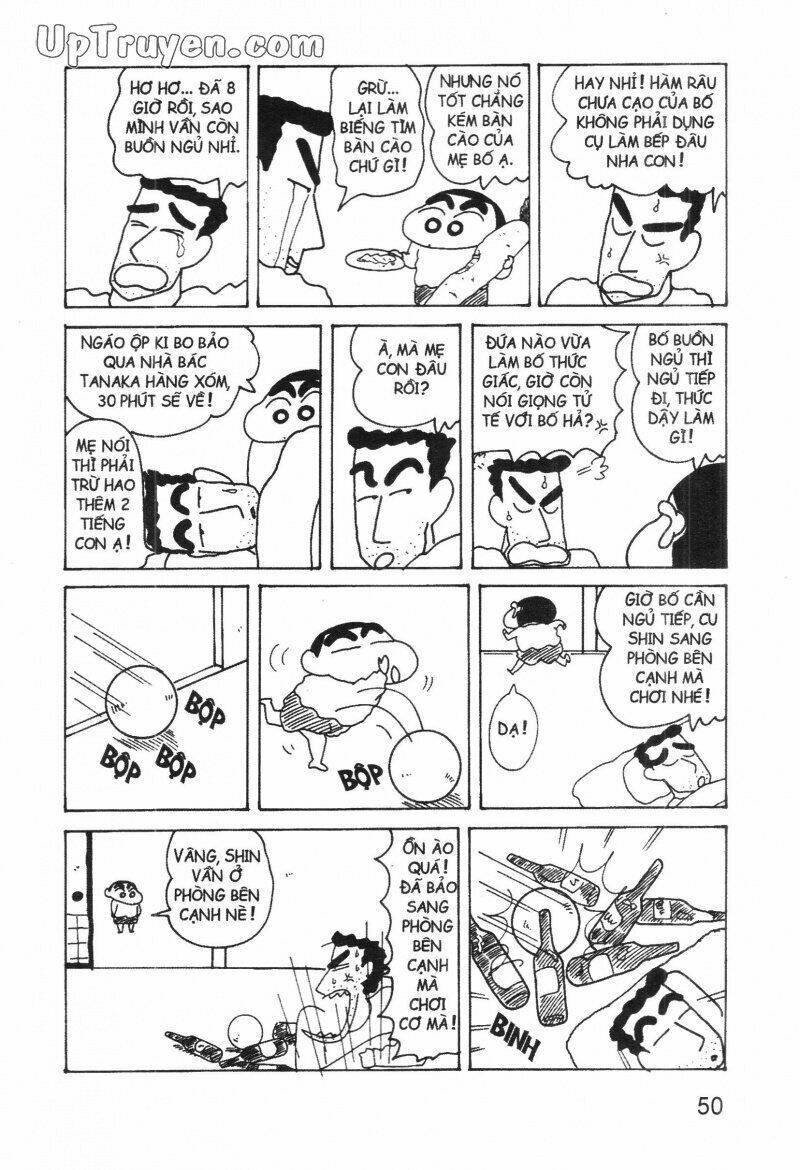 UpTruyen.com
HAY NHỈ! HÀM RÂU
CHƯA CẠO CỦA BỐ
KHÔNG PHẢI DỤNG
CỤ LÀM BẾP ĐÂU
NHA CON!
NHƯNG NÓ
TỐT CHẲNG
KÉM BÀN
CÀO CỦA
MẸ BỐ Ạ.
GRỪ...
LẠI LÀM
BIẾNG TÌM
BÀN CÀO
CHỨ GÌ!
HƠ HƠ... ĐÃ 8
GIỜ RỒI, SAO
MÌNH VẪN CÒN
BUỒN NGỦ NHỈ.
BỐ BUỒN
NGỦ THÌ
NGỦ TIẾP
ĐI, THỨC
DẬY LÀM
GÌ!
ĐỨA NÀO VỪA
LÀM BỐ THỨC
GIẤC, GIỜ CÒN
NÓI GIỌNG TỬ
TẾ VỚI BỐ HẢ?
À, MÀ MẸ
CON ĐÂU
RỒI?
NGÁO ỘP KI BO BẢO
QUA NHÀ BÁC
TANAKA HÀNG XÓM,
30 PHÚT SẼ VỀ!
MẸ NÓI
THÌ PHẢI
TRỪ HAO
THÊM 2
TIẾNG
CON Ạ!
GIỜ BỐ CẦN
NGỦ TIẾP, CU
SHIN SANG
PHÒNG BÊN
CẠNH MÀ
CHƠI NHÉ!
DẠ!
BỘP
BỘP
BỘP
BỘP
BINH
ỒN ÀO
QUÁ!
ĐÃ BẢO
SANG
PHÒNG
BÊN
CẠNH
MÀ
CHƠI
CƠ MÀ!
VÂNG, SHIN
VẪN Ở
PHÒNG BÊN
CẠNH NÈ!
50